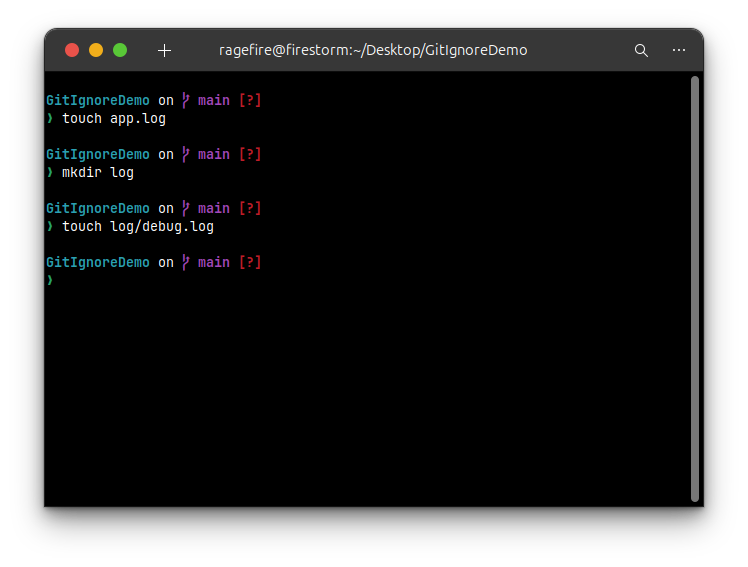 ragefire@firestorm:~/Desktop/GitIgnoreDemo
GitIgnoreDemo on main [?]
❯ touch app.log
GitIgnoreDemo on main [?]
❯ mkdir log
GitIgnoreDemo on main [?]
❯ touch log/debug.log
GitIgnoreDemo on main [?]
❯